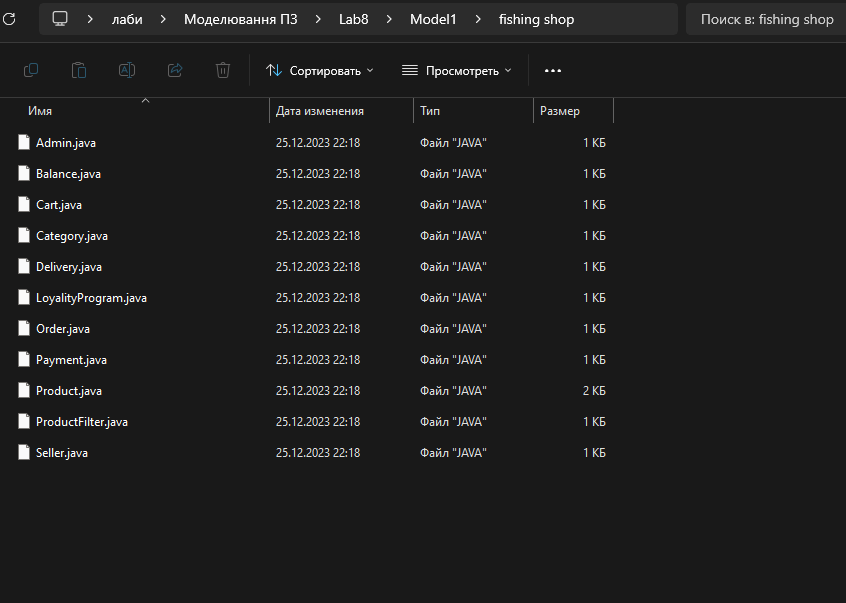 лаби > Моделювання ПЗ > Lab8 > Model1 > fishing shop Поиск в: fishing shop
Сортировать Просмотреть ...
Имя Дата изменения Тип Размер
Admin.java 25.12.2023 22:18 Файл "JAVA" 1 КБ
Balance.java 25.12.2023 22:18 Файл "JAVA" 1 КБ
Cart.java 25.12.2023 22:18 Файл "JAVA" 1 КБ
Category.java 25.12.2023 22:18 Файл "JAVA" 1 КБ
Delivery.java 25.12.2023 22:18 Файл "JAVA" 1 КБ
LoyalityProgram.java 25.12.2023 22:18 Файл "JAVA" 1 КБ
Order.java 25.12.2023 22:18 Файл "JAVA" 1 КБ
Payment.java 25.12.2023 22:18 Файл "JAVA" 1 КБ
Product.java 25.12.2023 22:18 Файл "JAVA" 2 КБ
ProductFilter.java 25.12.2023 22:18 Файл "JAVA" 1 КБ
Seller.java 25.12.2023 22:18 Файл "JAVA" 1 КБ